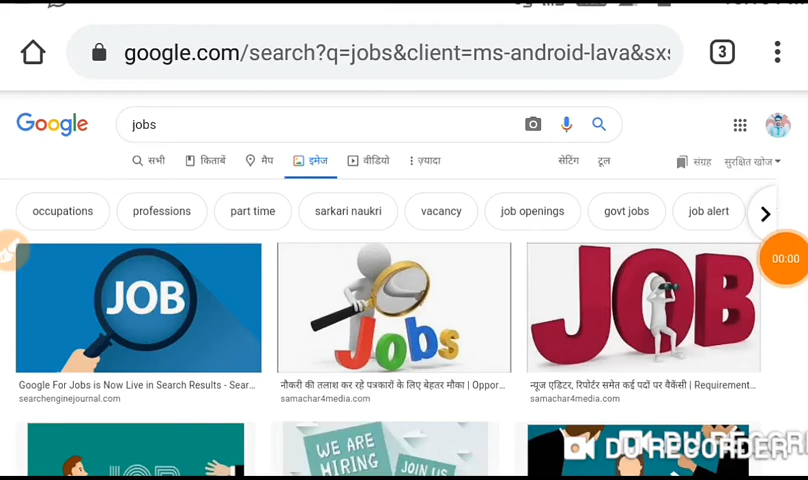 3
google.com/search?q=jobs&client=ms-android-lava&sxs
Google
jobs
सभी किताबें मैप इमेज वीडियो ज़्यादा सेटिंग टूल संग्रह सुरक्षित खोज
occupations professions part time sarkari naukri vacancy job openings govt jobs job alert
00:00
JOB
Jobs
JOB
Google For Jobs is Now Live in Search Results - Sear...
searchenginejournal.com
नौकरी की तलाश कर रहे पत्रकारों के लिए बेहतर मौका | Oppor...
samachar4media.com
न्यूज एडिटर, रिपोर्टर समेत कई पदों पर वैकेंसी | Requirement...
samachar4media.com
JOB
WE ARE
HIRING
JOIN US
DU RECORDER